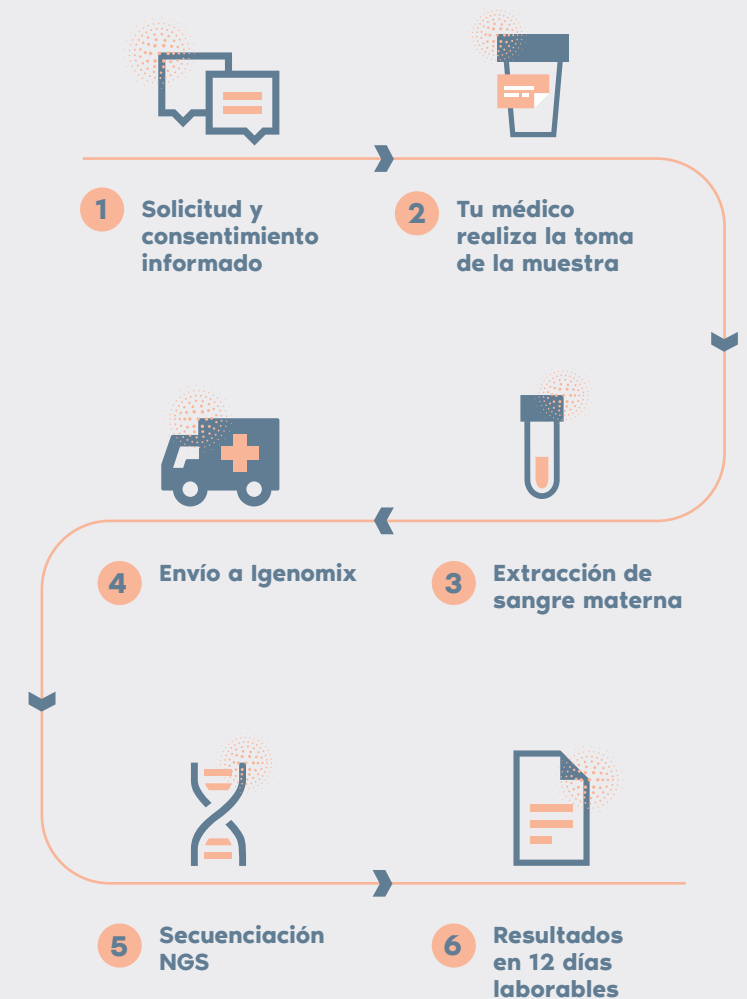 1
Solicitud y
consentimiento
informado
2
Tu médico
realiza la toma
de la muestra
3
Extracción de
sangre materna
4
Envío a Igenomix
5
Secuenciación
NGS
6
Resultados
en 12 días
laborables